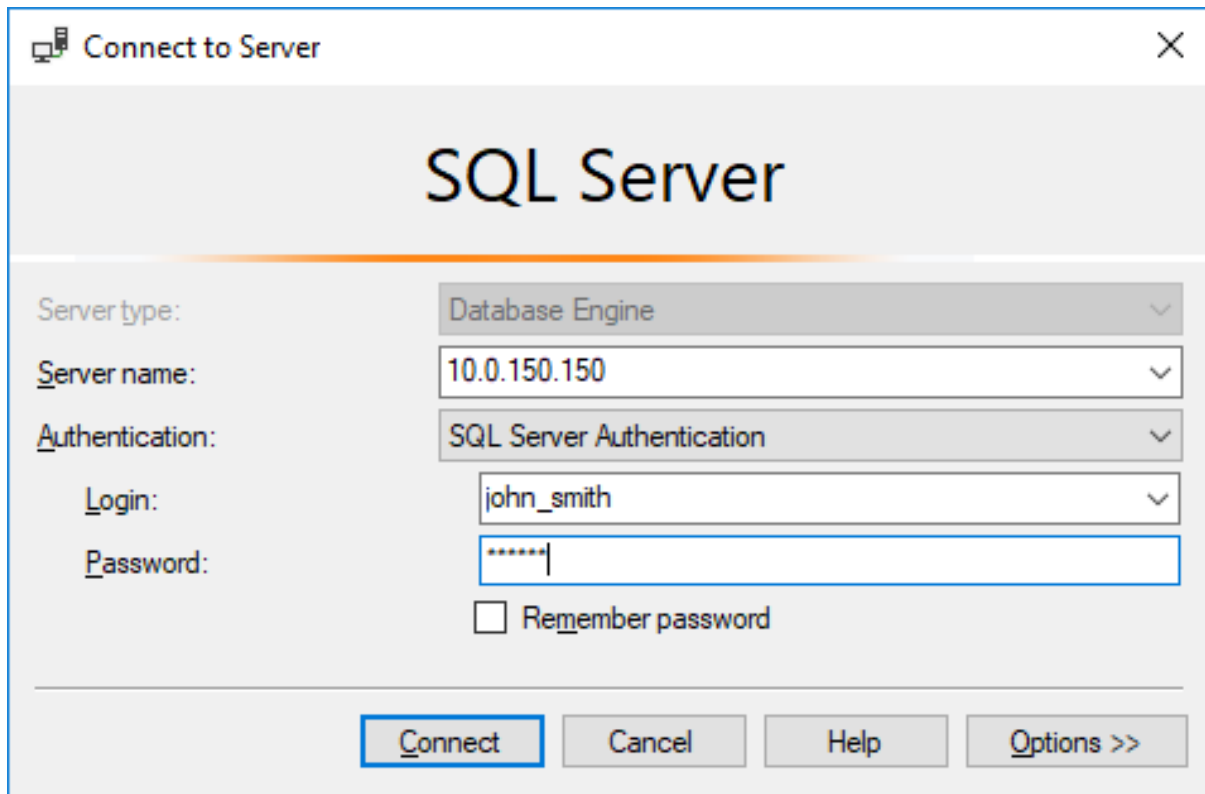 Connect to Server
SQL Server
Server type: Database Engine
Server name: 10.0.150.150
Authentication: SQL Server Authentication
Login: john_smith
Password: ******
Remember password
Connect Cancel Help Options >>